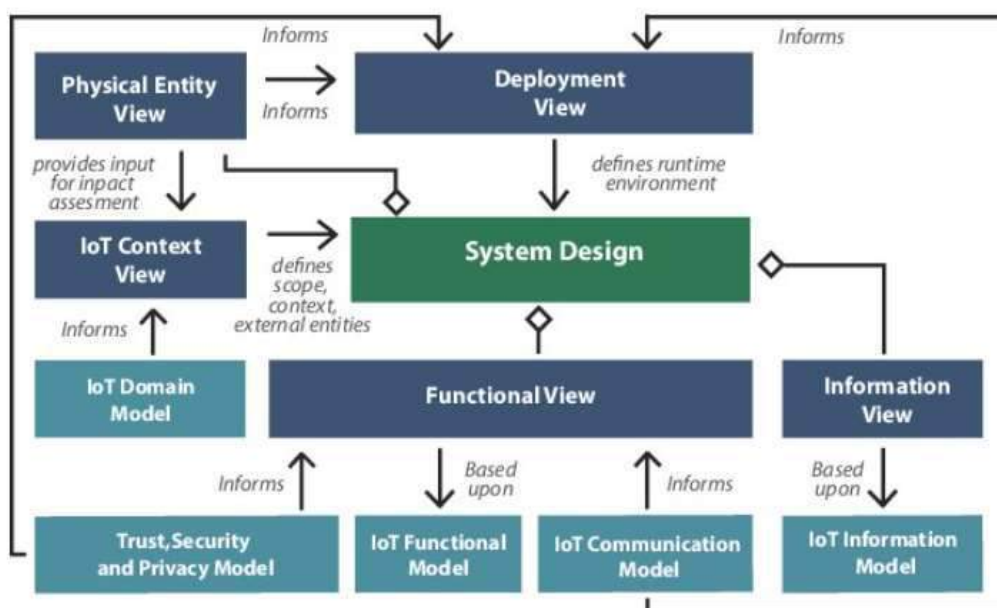 Informs
Informs
Physical Entity
View
Informs
Deployment
View
provides input
for inpact
assesment
defines runtime
environment
IoT Context
View
defines
scope,
context,
external entities
System Design
Informs
IoT Domain
Model
Functional View
Information
View
Informs
Based
upon
Informs
Based
upon
Trust,Security
and Privacy Model
IoT Functional
Model
IoT Communication
Model
IoT Information
Model